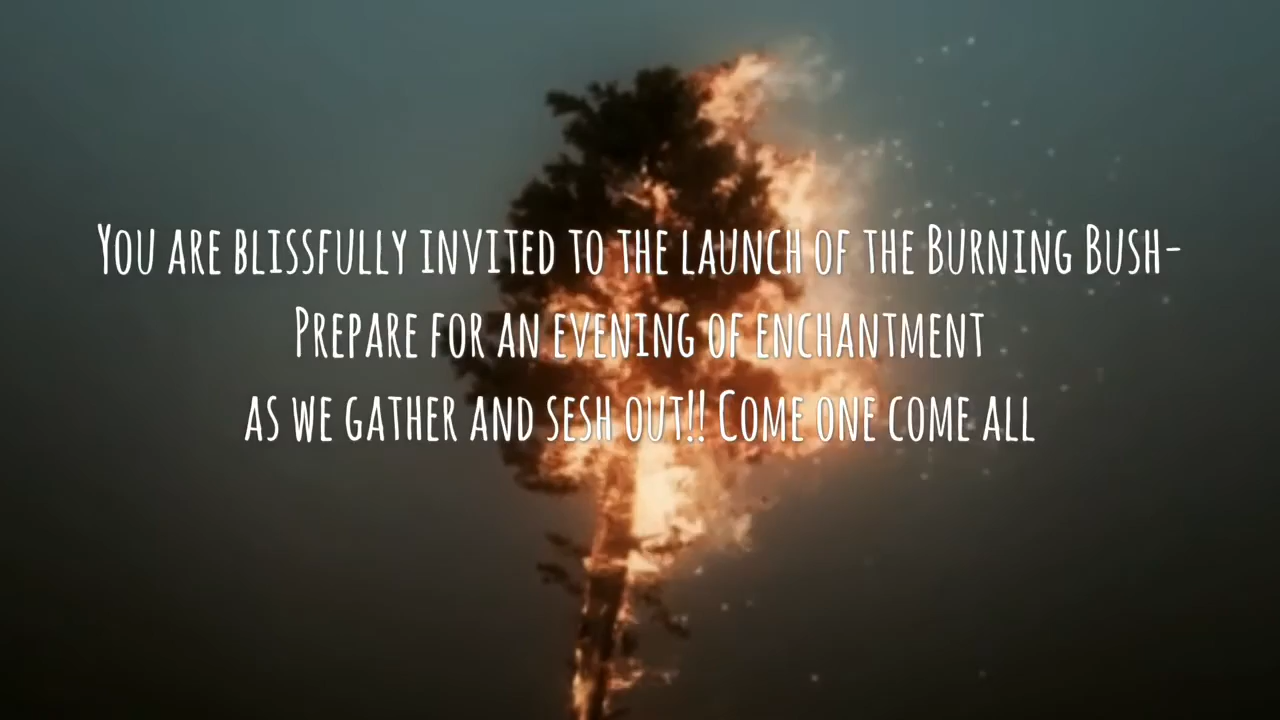 You are blissfully invited to the launch of the Burning Bush-
Prepare for an evening of enchantment
as we gather and sesh out!! Come one come all